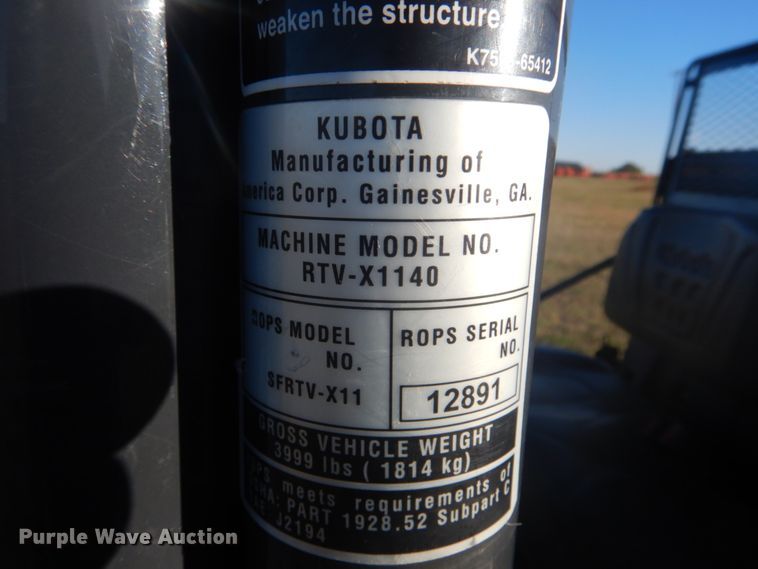 weaken the structure.
KUBOTA
Manufacturing of
America Corp. Gainesville, GA.
MACHINE MODEL NO.
RTV-X1140
ROPS MODEL
NO.
SFRTV-X11
ROPS SERIAL
NO.
12891
GROSS VEHICLE WEIGHT
3999 lbs ( 1814 kg)
ROPS meets requirements of
OSHA: PART 1928.52 Subpart C
J2194
Purple Wave Auction